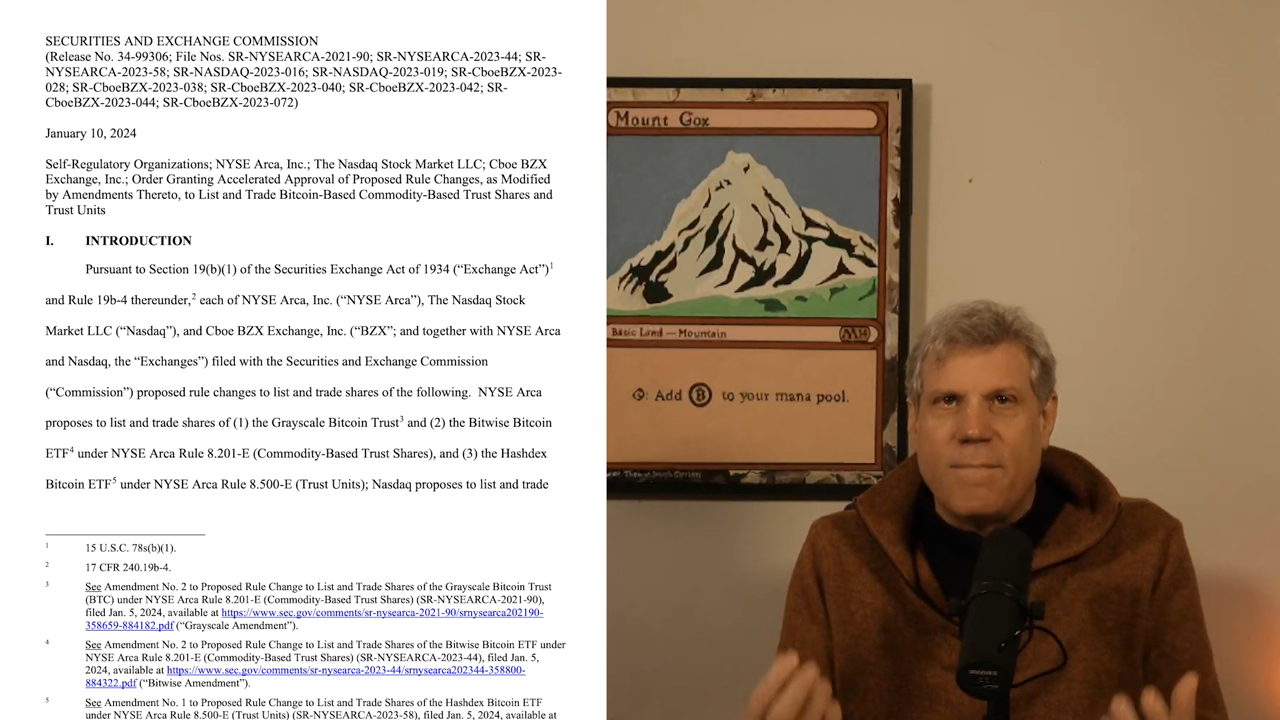 SECURITIES AND EXCHANGE COMMISSION
(Release No. 34-99306; File Nos. SR-NYSEARCA-2021-90; SR-NYSEARCA-2023-44; SR-
NYSEARCA-2023-58; SR-NASDAQ-2023-016; SR-NASDAQ-2023-019; SR-CboeBZX-2023-
028; SR-CboeBZX-2023-038; SR-CboeBZX-2023-040; SR-CboeBZX-2023-042; SR-
CboeBZX-2023-044; SR-CboeBZX-2023-072)
January 10, 2024
Self-Regulatory Organizations; NYSE Arca, Inc.; The Nasdaq Stock Market LLC; Cboe BZX
Exchange, Inc.; Order Granting Accelerated Approval of Proposed Rule Changes, as Modified
by Amendments Thereto, to List and Trade Bitcoin-Based Commodity-Based Trust Shares and
Trust Units
I. INTRODUCTION
Pursuant to Section 19(b)(1) of the Securities Exchange Act of 1934 (“Exchange Act”)1
and Rule 19b-4 thereunder,2 each of NYSE Arca, Inc. (“NYSE Arca”), The Nasdaq Stock
Market LLC (“Nasdaq”), and Cboe BZX Exchange, Inc. (“BZX”; and together with NYSE Arca
and Nasdaq, the “Exchanges”) filed with the Securities and Exchange Commission
(“Commission”) proposed rule changes to list and trade shares of the following. NYSE Arca
proposes to list and trade shares of (1) the Grayscale Bitcoin Trust3 and (2) the Bitwise Bitcoin
ETF4 under NYSE Arca Rule 8.201-E (Commodity-Based Trust Shares), and (3) the Hashdex
Bitcoin ETF5 under NYSE Arca Rule 8.500-E (Trust Units); Nasdaq proposes to list and trade
1 15 U.S.C. 78s(b)(1).
2 17 CFR 240.19b-4.
3 See Amendment No. 2 to Proposed Rule Change to List and Trade Shares of the Grayscale Bitcoin Trust
(BTC) under NYSE Arca Rule 8.201-E (Commodity-Based Trust Shares) (SR-NYSEARCA-2021-90),
filed Jan. 5, 2024, available at https://www.sec.gov/comments/sr-nysearca-2021-90/srnysearca202190-
358659-884182.pdf (“Grayscale Amendment”).
4 See Amendment No. 2 to Proposed Rule Change to List and Trade Shares of the Bitwise Bitcoin ETF under
NYSE Arca Rule 8.201-E (Commodity-Based Trust Shares) (SR-NYSEARCA-2023-44), filed Jan. 5,
2024, available at https://www.sec.gov/comments/sr-nysearca-2023-44/srnysearca202344-358800-
884322.pdf (“Bitwise Amendment”).
5 See Amendment No. 1 to Proposed Rule Change to List and Trade Shares of the Hashdex Bitcoin ETF
under NYSE Arca Rule 8.500-E (Trust Units) (SR-NYSEARCA-2023-58), filed Jan. 5, 2024, available at
Mount Gox
Basic Land — Mountain
M14
: Add B to your mana pool.